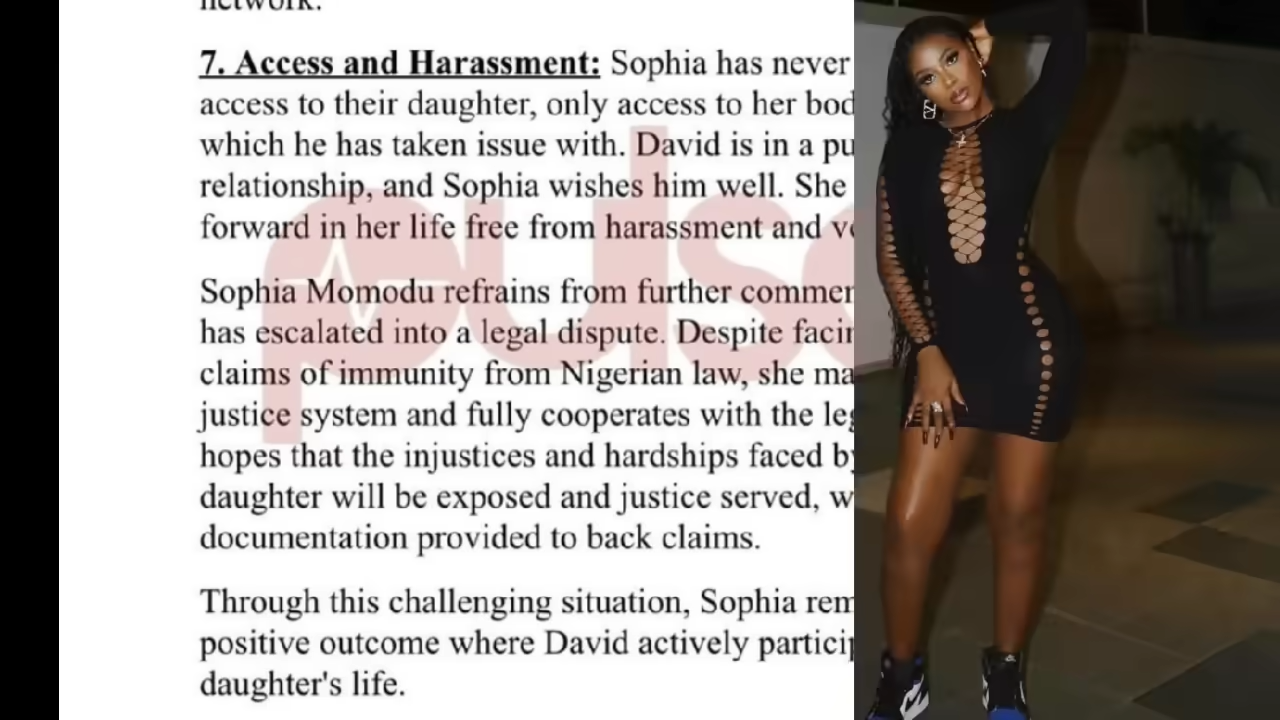 network.
7. Access and Harassment: Sophia has never
access to their daughter, only access to her bod
which he has taken issue with. David is in a pu
relationship, and Sophia wishes him well. She
forward in her life free from harassment and v
Sophia Momodu refrains from further commen
has escalated into a legal dispute. Despite facin
claims of immunity from Nigerian law, she ma
justice system and fully cooperates with the leg
hopes that the injustices and hardships faced by
daughter will be exposed and justice served, w
documentation provided to back claims.
Through this challenging situation, Sophia rem
positive outcome where David actively particip
daughter's life.
pulse